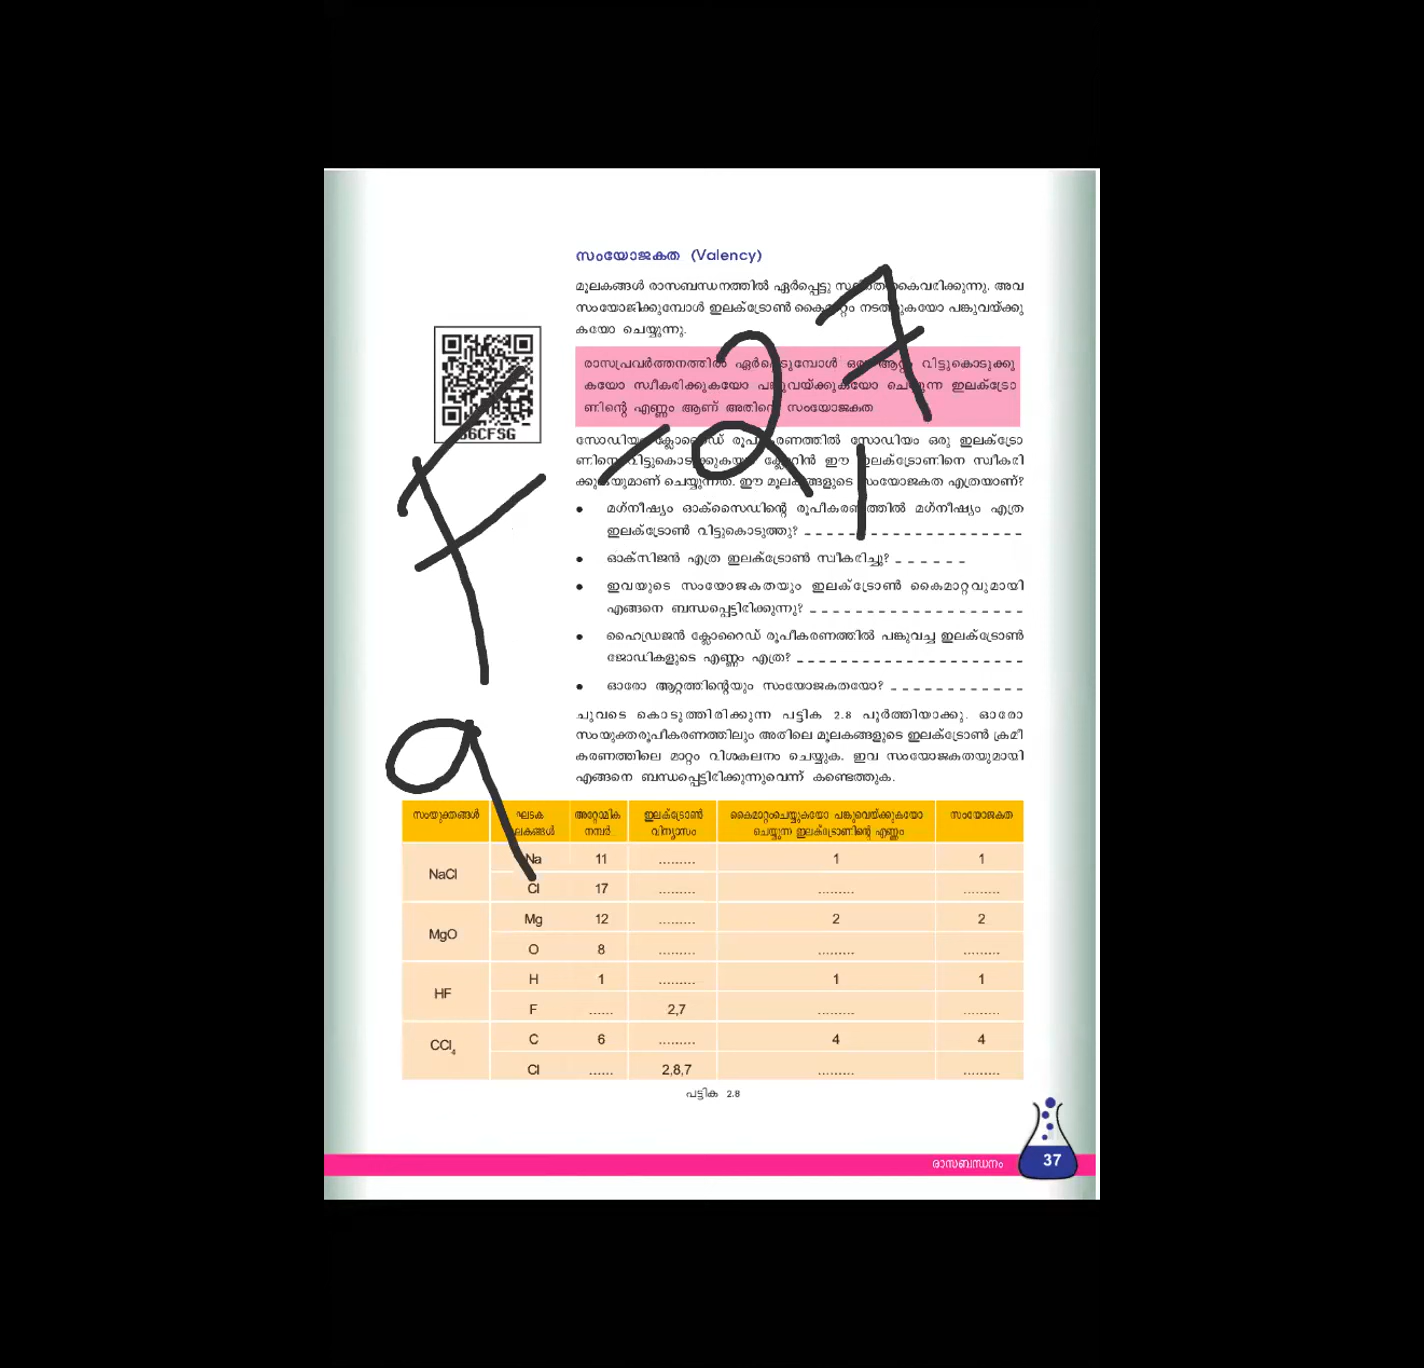 സംയോജകത (Valency)
മൂലകങ്ങൾ രാസബന്ധനത്തിൽ ഏർപ്പെട്ടു കൈവരിക്കുന്നു. അവ
സംയോജിക്കുമ്പോൾ ഇലക്ട്രോൺ കൈമാറ്റം നടത്തുകയോ പങ്കുവയ്ക്കു
കയോ ചെയ്യുന്നു.
രാസപ്രവർത്തനത്തിൽ ഏർപ്പെടുമ്പോൾ ഒരു ആറ്റം വിട്ടുകൊടുക്കു
കയോ സ്വീകരിക്കുകയോ പങ്കുവയ്ക്കുകയോ ചെയ്യുന്ന ഇലക്ട്രോ
ണിന്റെ എണ്ണം ആണ് അതിന്റെ സംയോജകത
B6CFSG
സോഡിയം ക്ലോറൈഡ് രൂപീകരണത്തിൽ സോഡിയം ഒരു ഇലക്ട്രോ
ണിനെ വിട്ടുകൊടുക്കുകയും ക്ലോറിൻ ഈ ഇലക്ട്രോണിനെ സ്വീകരി
ക്കുകയുമാണ് ചെയ്യുന്നത്. ഈ മൂലകങ്ങളുടെ സംയോജകത എത്രയാണ്?
• മഗ്നീഷ്യം ഓക്സൈഡിന്റെ രൂപീകരണത്തിൽ മഗ്നീഷ്യം എത്ര
ഇലക്ട്രോൺ വിട്ടുകൊടുത്തു?
• ഓക്സിജൻ എത്ര ഇലക്ട്രോൺ സ്വീകരിച്ചു?
• ഇവയുടെ സംയോജകതയും ഇലക്ട്രോൺ കൈമാറ്റവുമായി
എങ്ങനെ ബന്ധപ്പെട്ടിരിക്കുന്നു?
• ഹൈഡ്രജൻ ക്ലോറൈഡ് രൂപീകരണത്തിൽ പങ്കുവച്ച ഇലക്ട്രോൺ
ജോഡികളുടെ എണ്ണം എത്ര?
• ഓരോ ആറ്റത്തിന്റെയും സംയോജകതയോ?
ചുവടെ കൊടുത്തിരിക്കുന്ന പട്ടിക 2.8 പൂർത്തിയാക്കൂ. ഓരോ
സംയുക്തരൂപീകരണത്തിലും അതിലെ മൂലകങ്ങളുടെ ഇലക്ട്രോൺ ക്രമീ
കരണത്തിലെ മാറ്റം വിശകലനം ചെയ്യുക. ഇവ സംയോജകതയുമായി
എങ്ങനെ ബന്ധപ്പെട്ടിരിക്കുന്നുവെന്ന് കണ്ടെത്തുക.
F - 2,7
9
സംയുക്തങ്ങൾ ഘടക മൂലകങ്ങൾ അറ്റോമിക നമ്പർ ഇലക്ട്രോൺ വിന്യാസം കൈമാറ്റംചെയ്യുകയോ പങ്കുവെയ്ക്കുകയോ ചെയ്യുന്ന ഇലക്ട്രോണിന്റെ എണ്ണം സംയോജകത
NaCl Na 11 ......... 1 1
Cl 17 ......... ......... .........
MgO Mg 12 ......... 2 2
O 8 ......... ......... .........
HF H 1 ......... 1 1
F ...... 2,7 ......... .........
CCl₄ C 6 ......... 4 4
Cl ...... 2,8,7 ......... .........
പട്ടിക 2.8
രാസബന്ധനം 37